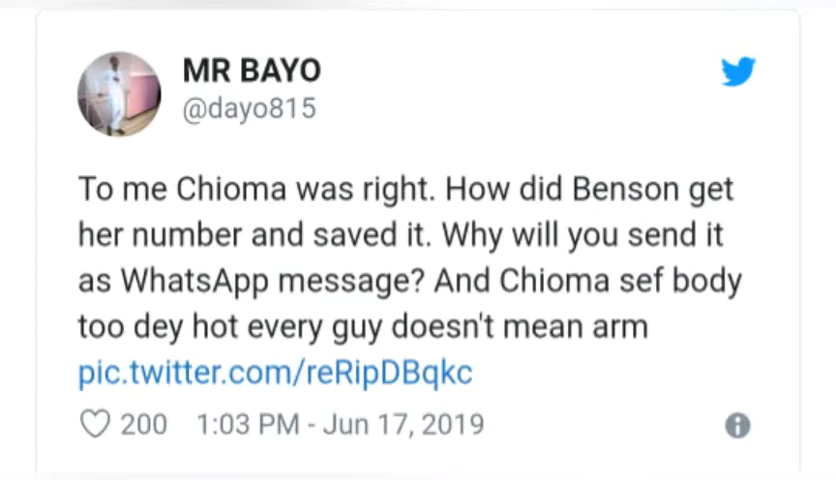 MR BAYO
@dayo815
To me Chioma was right. How did Benson get
her number and saved it. Why will you send it
as WhatsApp message? And Chioma sef body
too dey hot every guy doesn't mean arm
pic.twitter.com/reRipDBqkc
200 1:03 PM - Jun 17, 2019